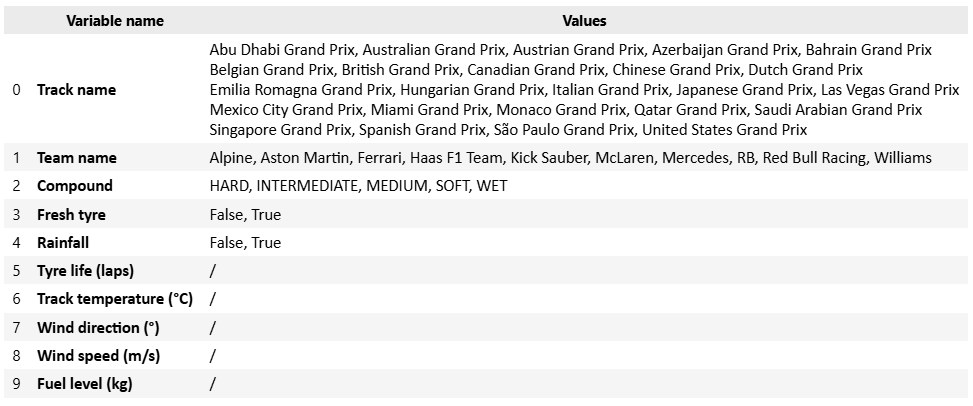 Variable name Values
Abu Dhabi Grand Prix, Australian Grand Prix, Austrian Grand Prix, Azerbaijan Grand Prix, Bahrain Grand Prix
Belgian Grand Prix, British Grand Prix, Canadian Grand Prix, Chinese Grand Prix, Dutch Grand Prix
0 Track name Emilia Romagna Grand Prix, Hungarian Grand Prix, Italian Grand Prix, Japanese Grand Prix, Las Vegas Grand Prix
Mexico City Grand Prix, Miami Grand Prix, Monaco Grand Prix, Qatar Grand Prix, Saudi Arabian Grand Prix
Singapore Grand Prix, Spanish Grand Prix, São Paulo Grand Prix, United States Grand Prix
1 Team name Alpine, Aston Martin, Ferrari, Haas F1 Team, Kick Sauber, McLaren, Mercedes, RB, Red Bull Racing, Williams
2 Compound HARD, INTERMEDIATE, MEDIUM, SOFT, WET
3 Fresh tyre False, True
4 Rainfall False, True
5 Tyre life (laps) /
6 Track temperature (°C) /
7 Wind direction (°) /
8 Wind speed (m/s) /
9 Fuel level (kg) /